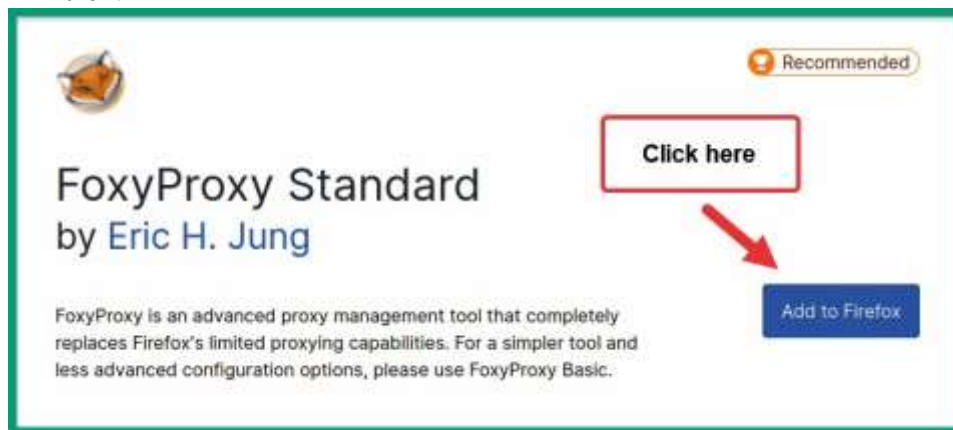 Recommended
Click here
FoxyProxy Standard
by Eric H. Jung
FoxyProxy is an advanced proxy management tool that completely
replaces Firefox's limited proxying capabilities. For a simpler tool and
less advanced configuration options, please use FoxyProxy Basic.
Add to Firefox